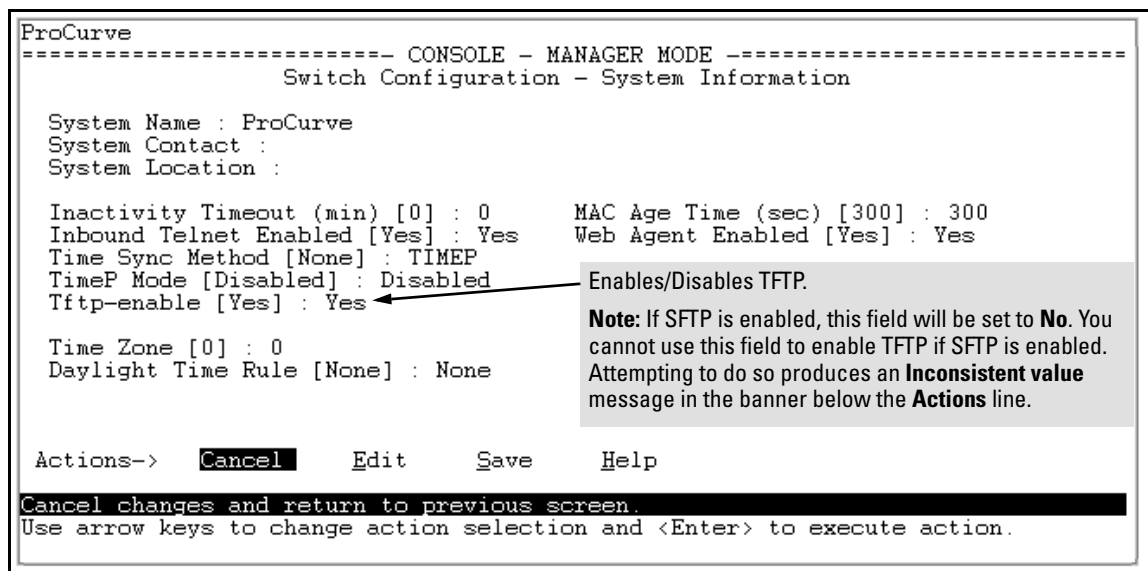 ProCurve
==========================- CONSOLE - MANAGER MODE -============================
Switch Configuration - System Information
System Name : ProCurve
System Contact :
System Location :
Inactivity Timeout (min) [0] : 0 MAC Age Time (sec) [300] : 300
Inbound Telnet Enabled [Yes] : Yes Web Agent Enabled [Yes] : Yes
Time Sync Method [None] : TIMEP
TimeP Mode [Disabled] : Disabled
Tftp-enable [Yes] : Yes
Enables/Disables TFTP.
Note: If SFTP is enabled, this field will be set to No. You
cannot use this field to enable TFTP if SFTP is enabled.
Attempting to do so produces an Inconsistent value
message in the banner below the Actions line.
Time Zone [0] : 0
Daylight Time Rule [None] : None
Actions-> Cancel Edit Save Help
Cancel changes and return to previous screen.
Use arrow keys to change action selection and <Enter> to execute action.